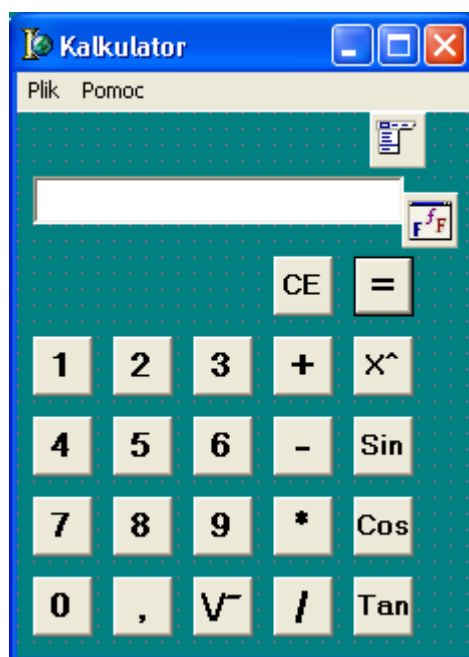 Kalkulator
Plik Pomoc
F f F
CE =
1 2 3 + X^
4 5 6 - Sin
7 8 9 * Cos
0 , √‾ / Tan